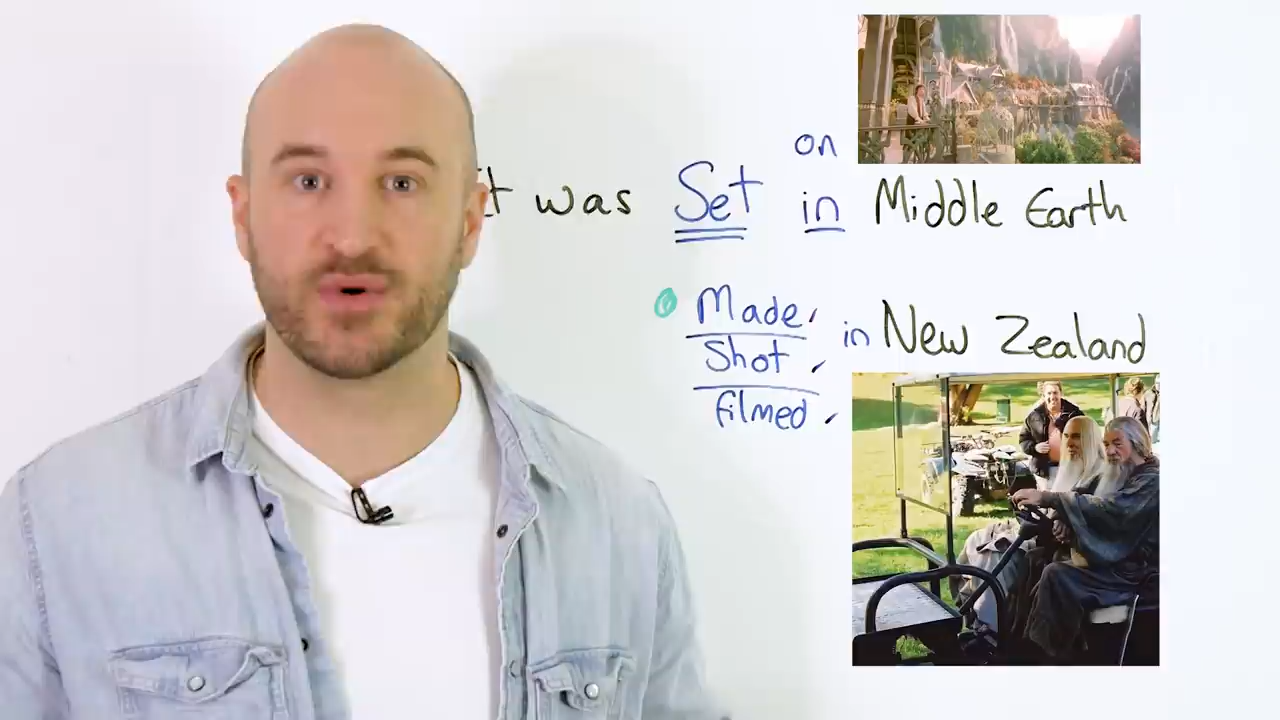 on
t was Set in Middle Earth
Made, in New Zealand
Shot,
filmed,